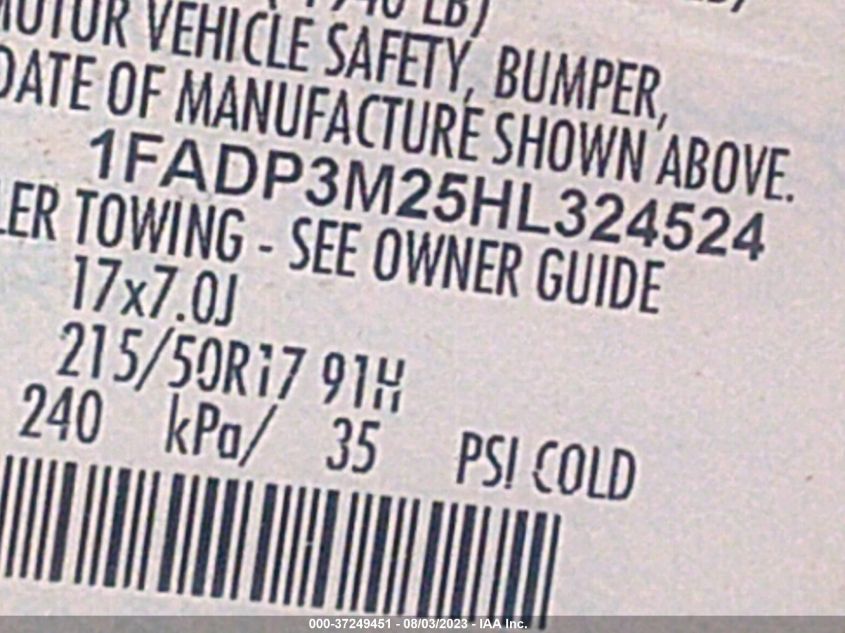 MOTOR VEHICLE SAFETY, BUMPER,
DATE OF MANUFACTURE SHOWN ABOVE.
1FADP3M25HL324524
LER TOWING - SEE OWNER GUIDE
17x7.0J
215/50R17 91H
240 kPa/ 35 PSI COLD
000-37249451 - 08/03/2023 - IAA Inc.